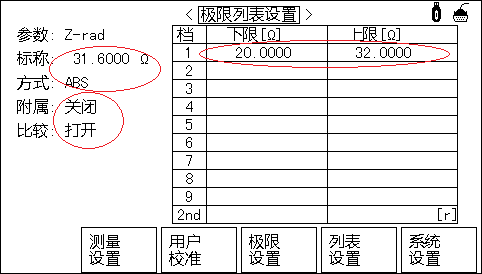 < 极限列表设置 >
参数: Z-rad
标称: 31.6000 Ω
方式: ABS
附属: 关闭
比较: 打开
档 下限[Ω] 上限[Ω]
1 20.0000 32.0000
2
3
4
5
6
7
8
9
2nd [r]
测量设置 用户校准 极限设置 列表设置 系统设置